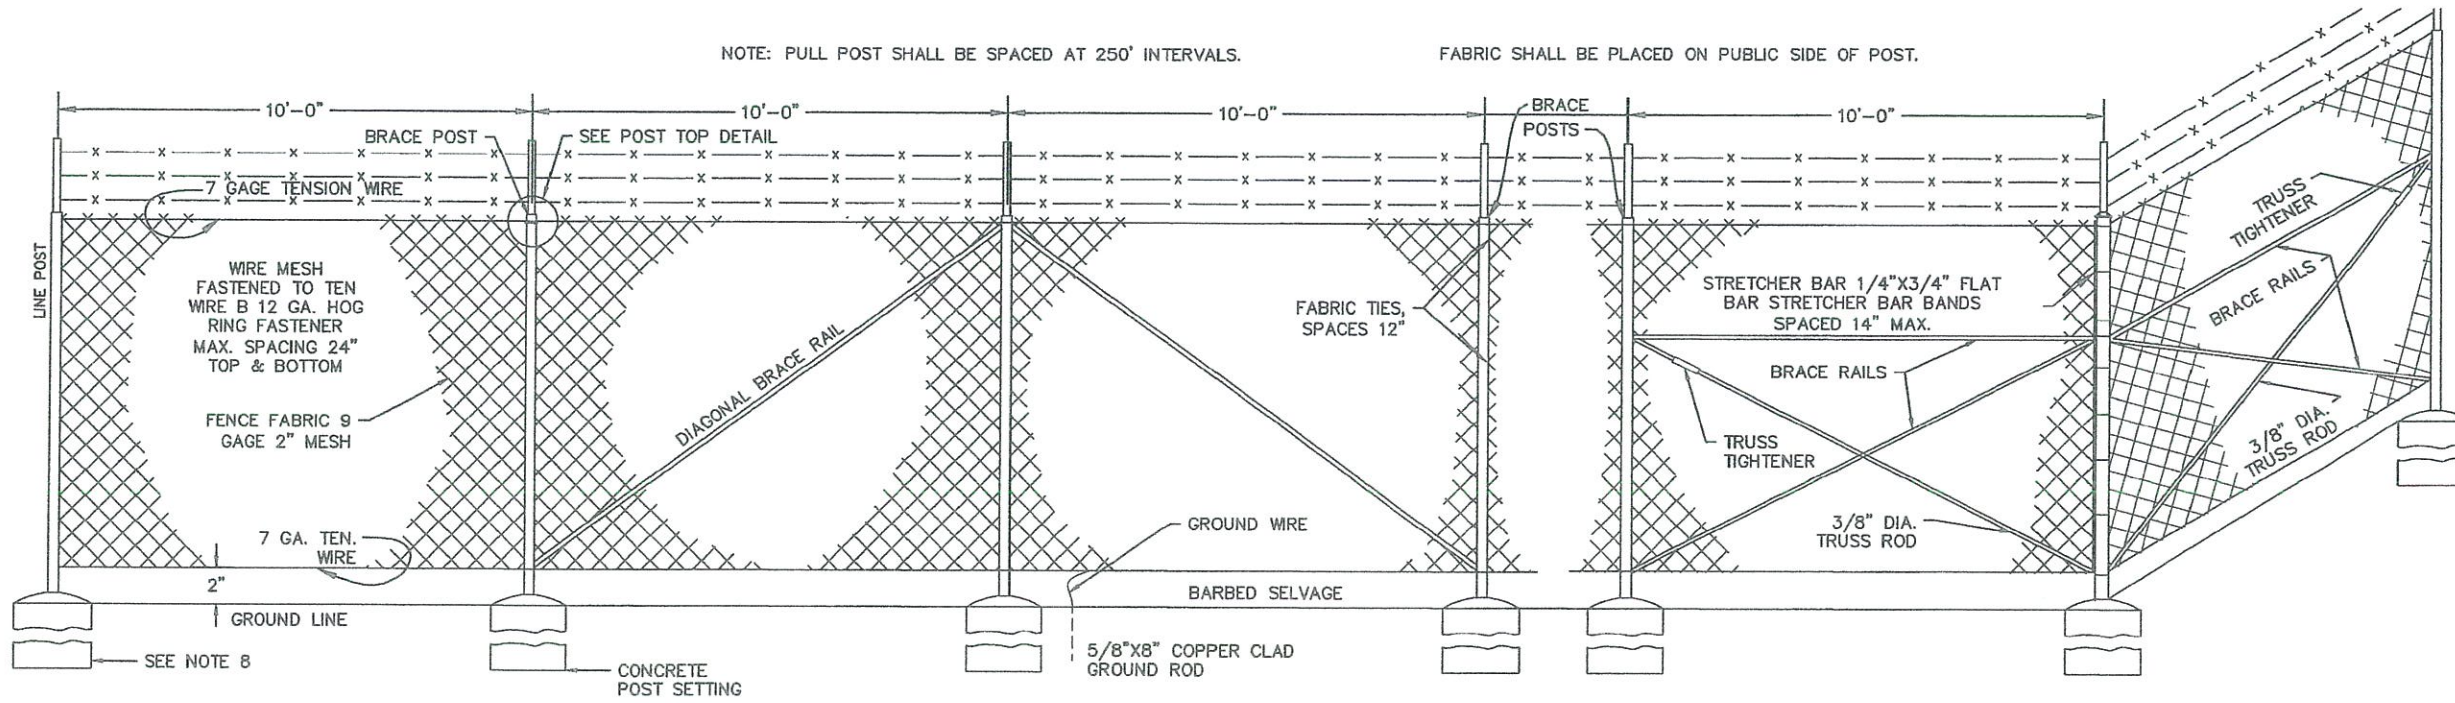 NOTE: PULL POST SHALL BE SPACED AT 250' INTERVALS.
FABRIC SHALL BE PLACED ON PUBLIC SIDE OF POST.
10'-0"
10'-0"
10'-0"
10'-0"
BRACE POST
SEE POST TOP DETAIL
BRACE
POSTS
7 GAGE TENSION WIRE
LINE POST
WIRE MESH
FASTENED TO TEN
WIRE B 12 GA. HOG
RING FASTENER
MAX. SPACING 24"
TOP & BOTTOM
FENCE FABRIC 9
GAGE 2" MESH
DIAGONAL BRACE RAIL
FABRIC TIES,
SPACES 12"
STRETCHER BAR 1/4"X3/4" FLAT
BAR STRETCHER BAR BANDS
SPACED 14" MAX.
BRACE RAILS
TRUSS
TIGHTENER
3/8" DIA.
TRUSS ROD
TRUSS
TIGHTENER
BRACE RAILS
3/8" DIA.
TRUSS ROD
7 GA. TEN.
WIRE
2"
GROUND LINE
GROUND WIRE
BARBED SELVAGE
SEE NOTE 8
CONCRETE
POST SETTING
5/8"X8" COPPER CLAD
GROUND ROD